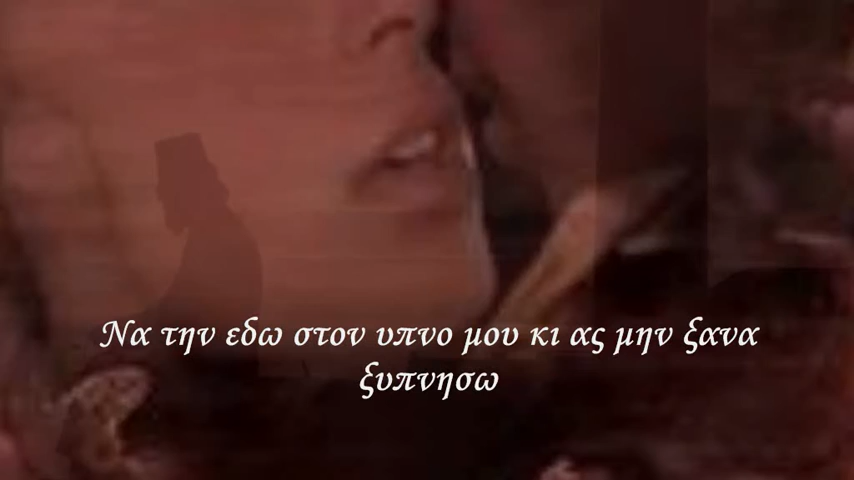 Να την εδω στον υπνο μου κι ας μην ξανα
ξυπνησω